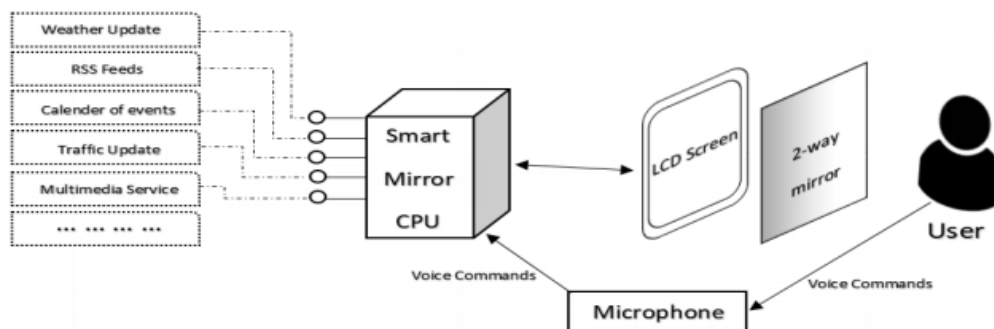 Weather Update
RSS Feeds
Calender of events
Traffic Update
Multimedia Service
... ... ... ...
Smart
Mirror
CPU
LCD Screen
2-way
mirror
User
Voice Commands
Voice Commands
Microphone